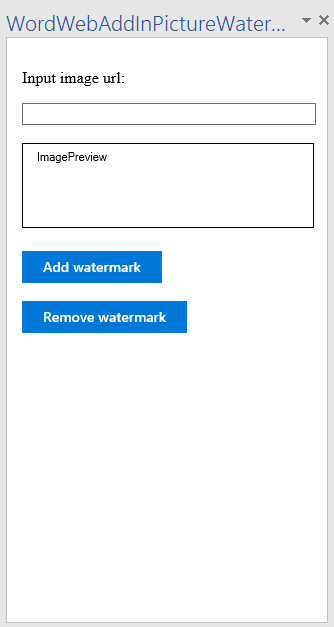 WordWebAddInPictureWater...
Input image url:
ImagePreview
Add watermark
Remove watermark